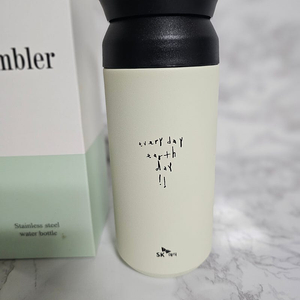 mbler
Stainless steel
water bottle
every day
earth
day
!!
SK